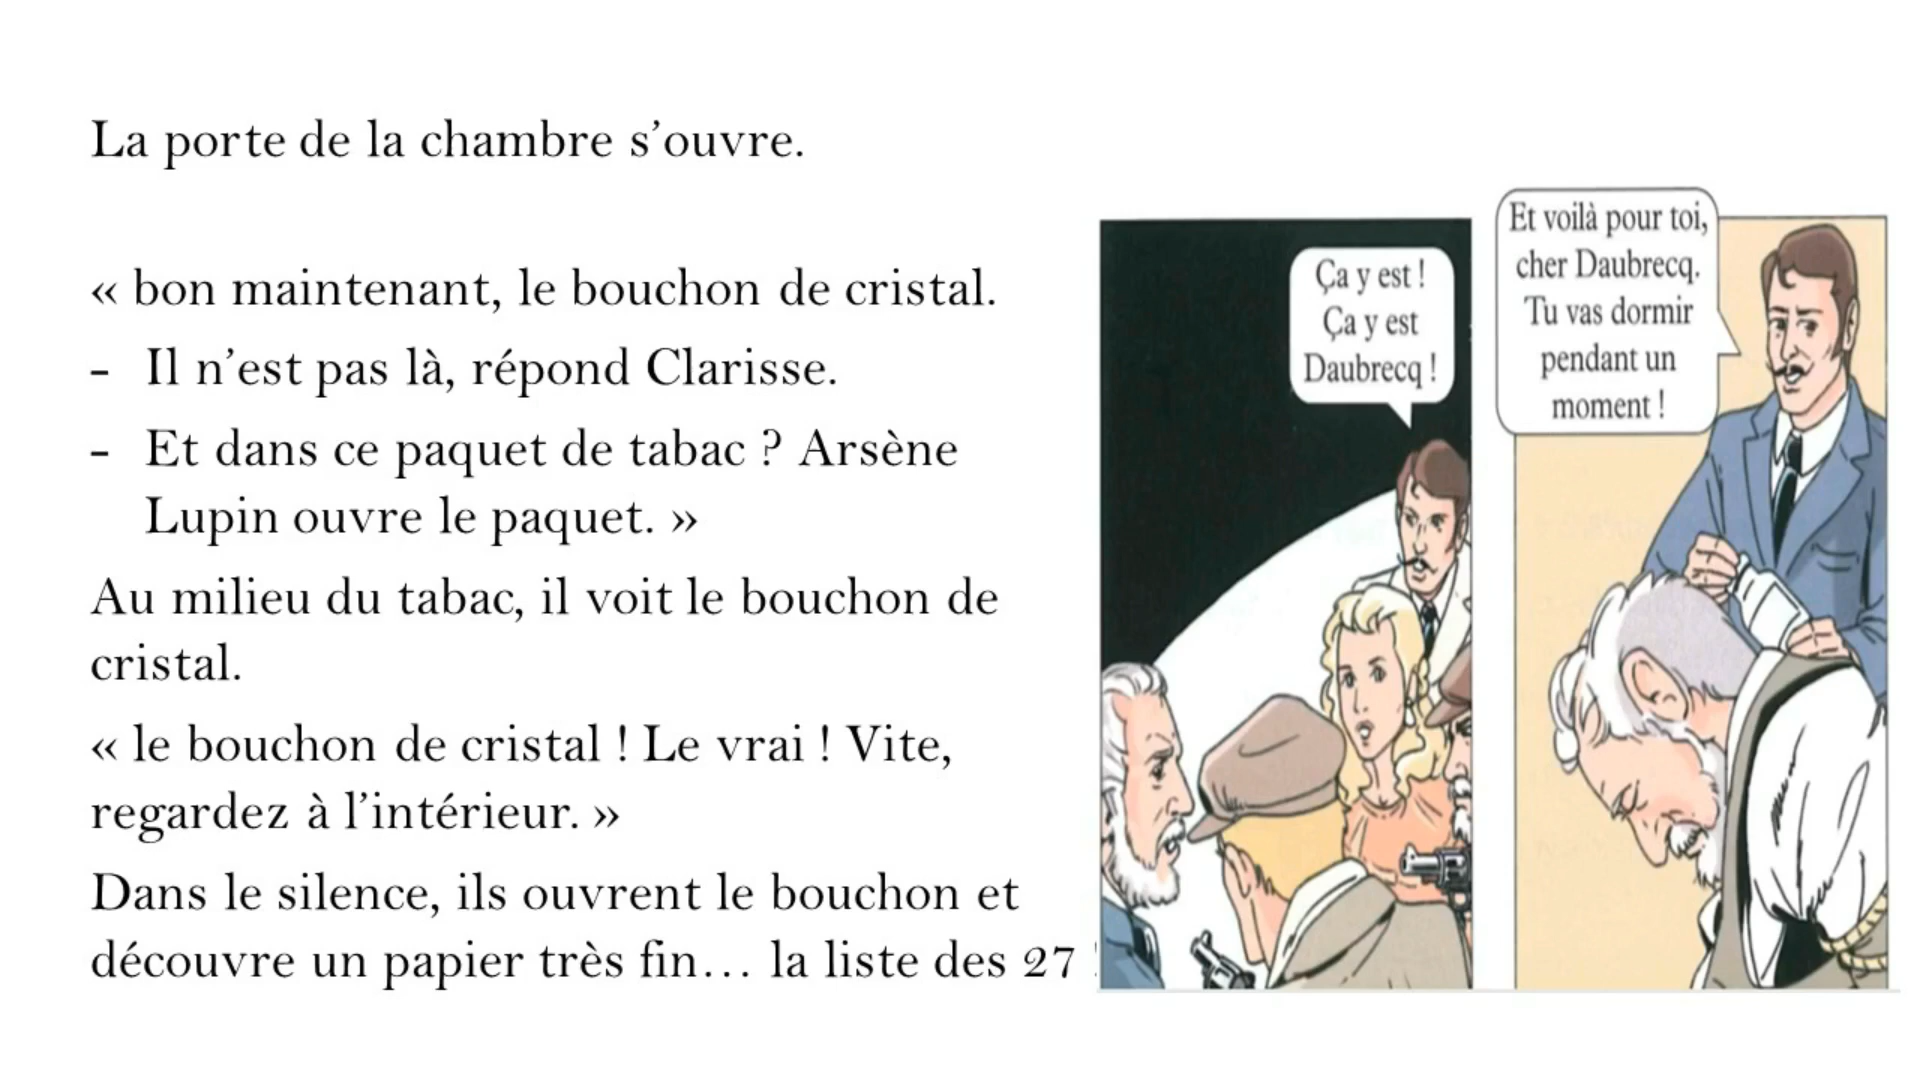 La porte de la chambre s’ouvre.
« bon maintenant, le bouchon de cristal.
- Il n’est pas là, répond Clarisse.
- Et dans ce paquet de tabac ? Arsène
Lupin ouvre le paquet. »
Au milieu du tabac, il voit le bouchon de
cristal.
« le bouchon de cristal ! Le vrai ! Vite,
regardez à l’intérieur. »
Dans le silence, ils ouvrent le bouchon et
découvre un papier très fin… la liste des 27 !
Ça y est !
Ça y est
Daubrecq !
Et voilà pour toi,
cher Daubrecq.
Tu vas dormir
pendant un
moment !